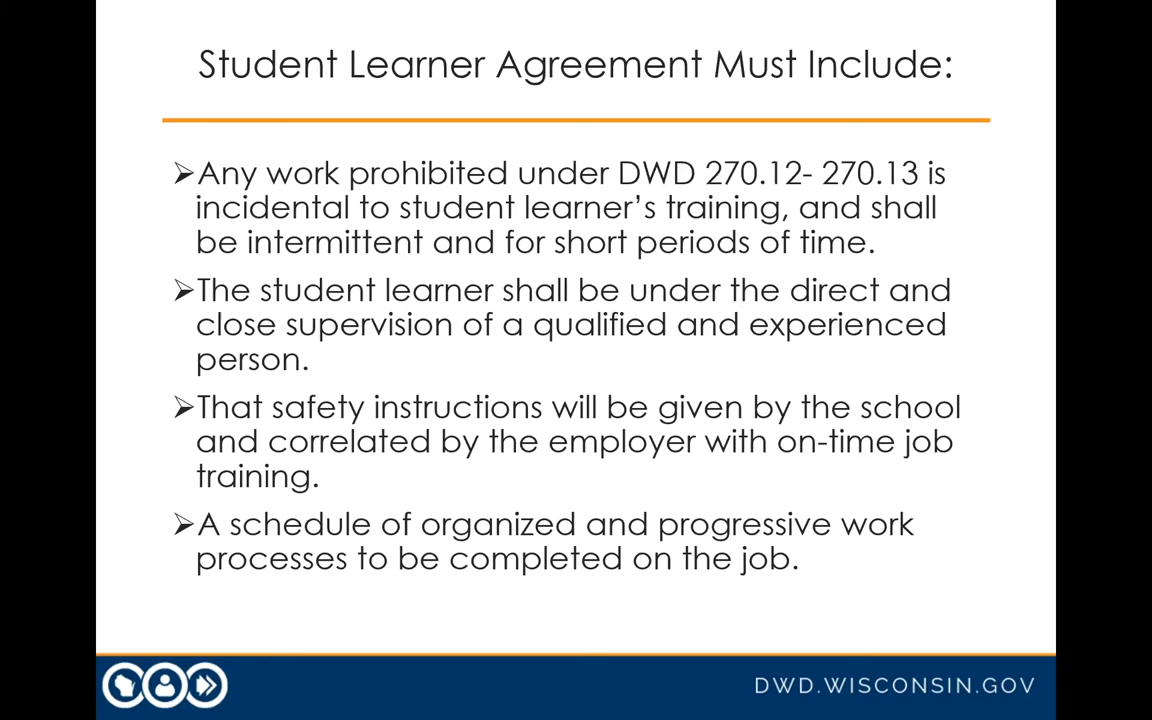 Student Learner Agreement Must Include:
➢Any work prohibited under DWD 270.12- 270.13 is
incidental to student learner’s training, and shall
be intermittent and for short periods of time.
➢The student learner shall be under the direct and
close supervision of a qualified and experienced
person.
➢That safety instructions will be given by the school
and correlated by the employer with on-time job
training.
➢A schedule of organized and progressive work
processes to be completed on the job.
DWD.WISCONSIN.GOV